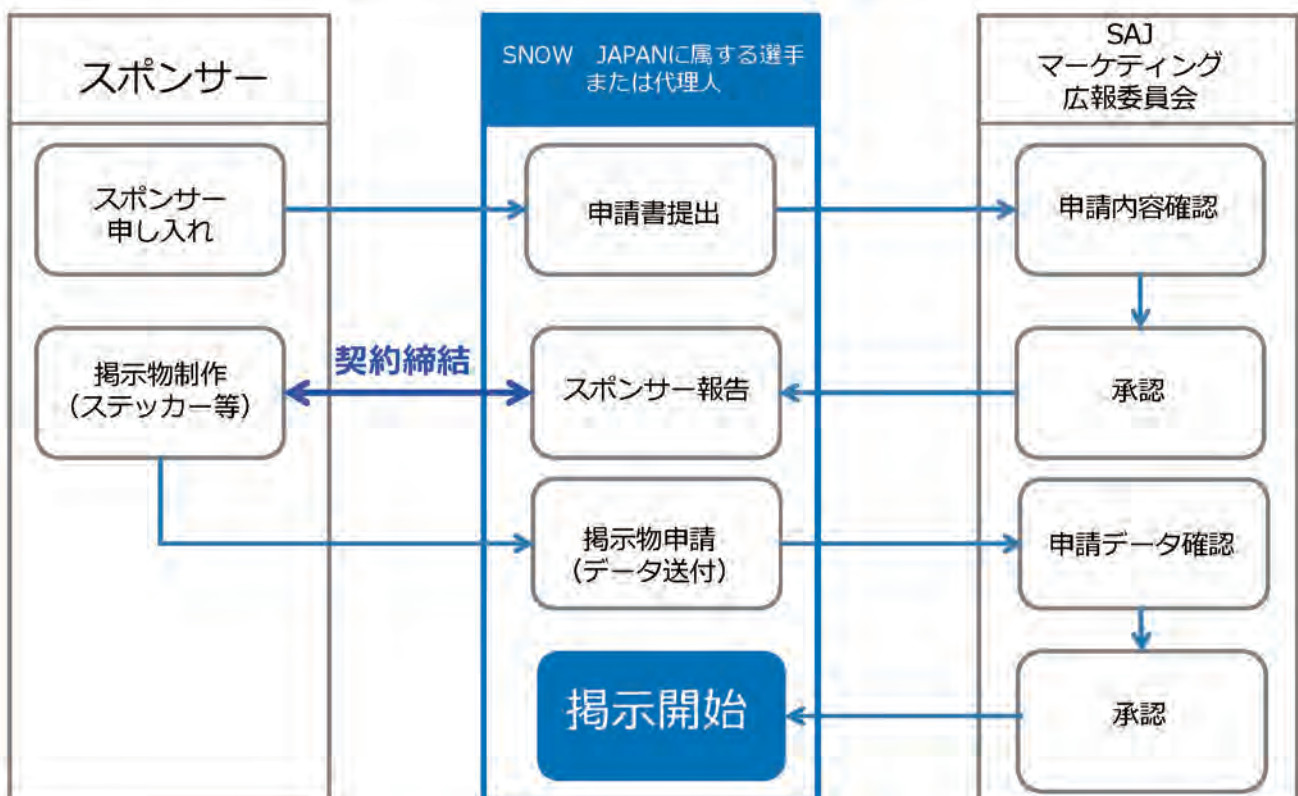 スポンサー
SNOW　JAPANに属する選手
または代理人
SAJ
マーケティング
広報委員会
スポンサー
申し入れ
申請書提出
申請内容確認
掲示物制作
（ステッカー等）
契約締結
スポンサー報告
承認
掲示物申請
（データ送付）
申請データ確認
掲示開始
承認